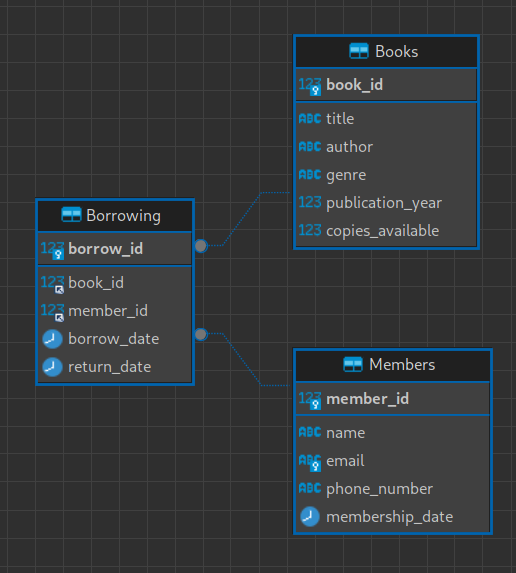 Books
123 book_id
ABC title
ABC author
ABC genre
123 publication_year
123 copies_available
Borrowing
123 borrow_id
123 book_id
123 member_id
borrow_date
return_date
Members
123 member_id
ABC name
ABC email
ABC phone_number
membership_date